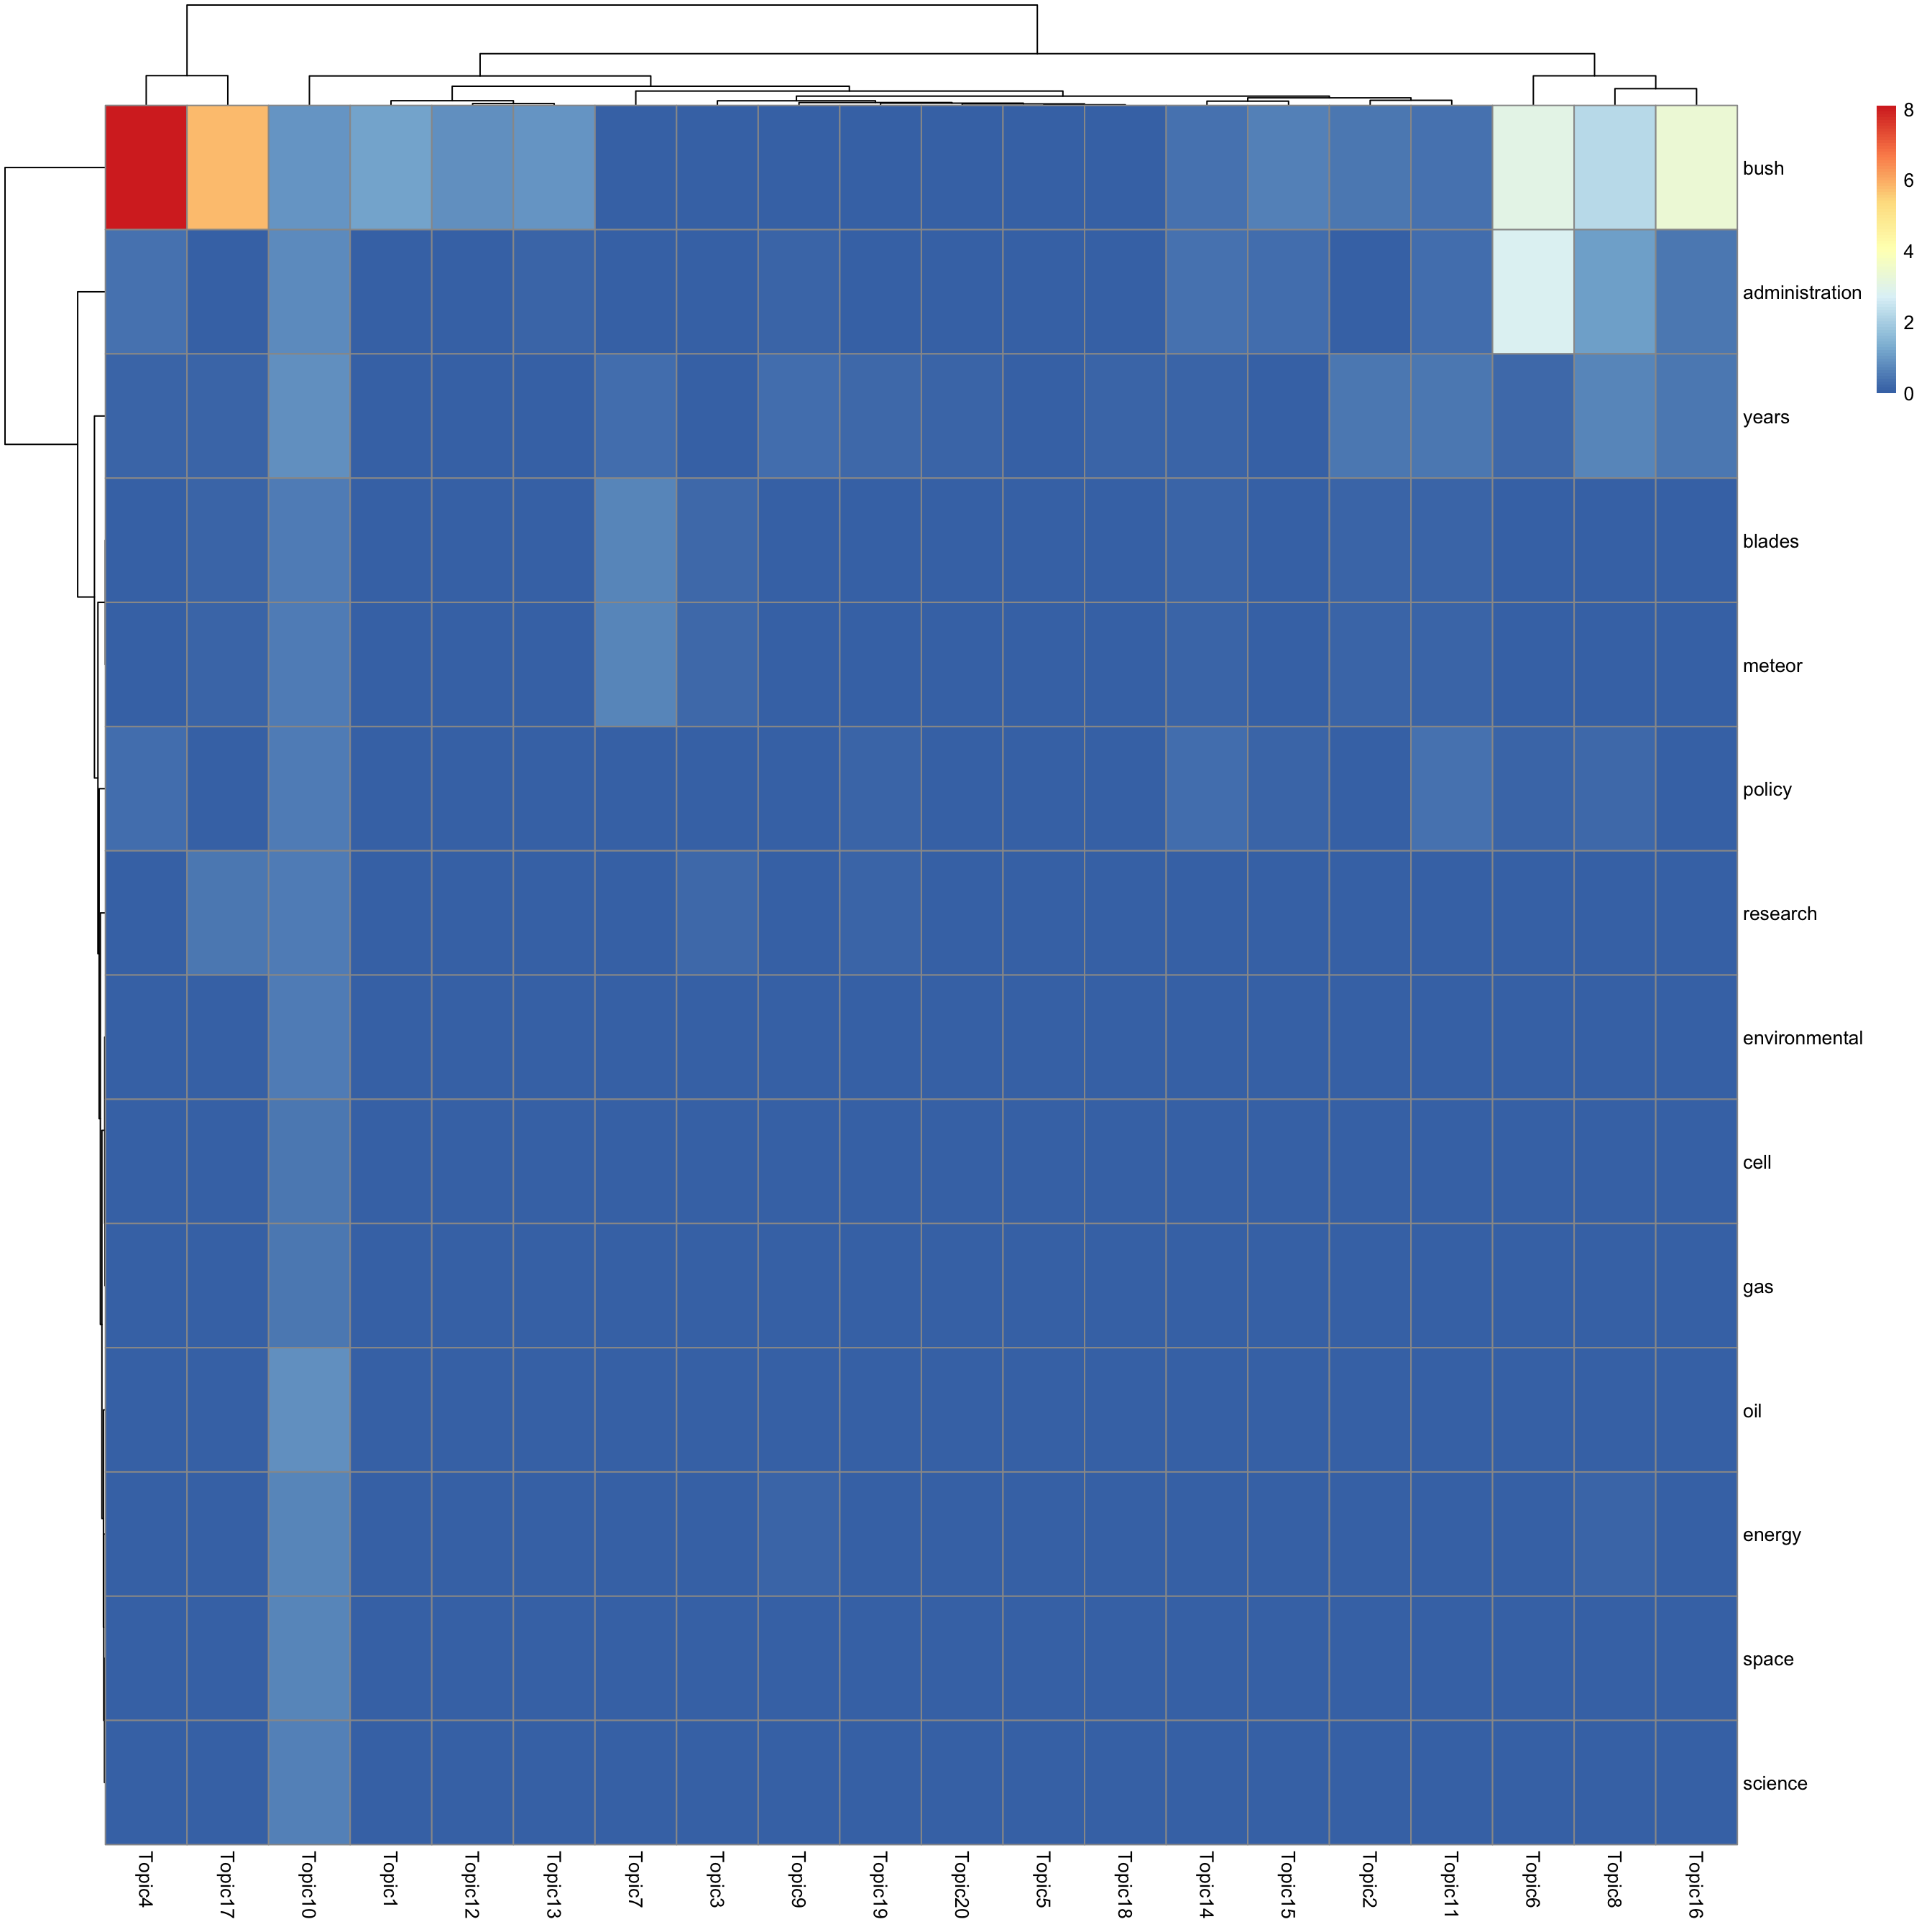 8
bush
6
4
administration
2
0
years
blades
meteor
policy
research
environmental
cell
gas
oil
energy
space
science
Topic4
Topic17
Topic10
Topic1
Topic12
Topic13
Topic7
Topic3
Topic9
Topic19
Topic20
Topic5
Topic18
Topic14
Topic15
Topic2
Topic11
Topic6
Topic8
Topic16